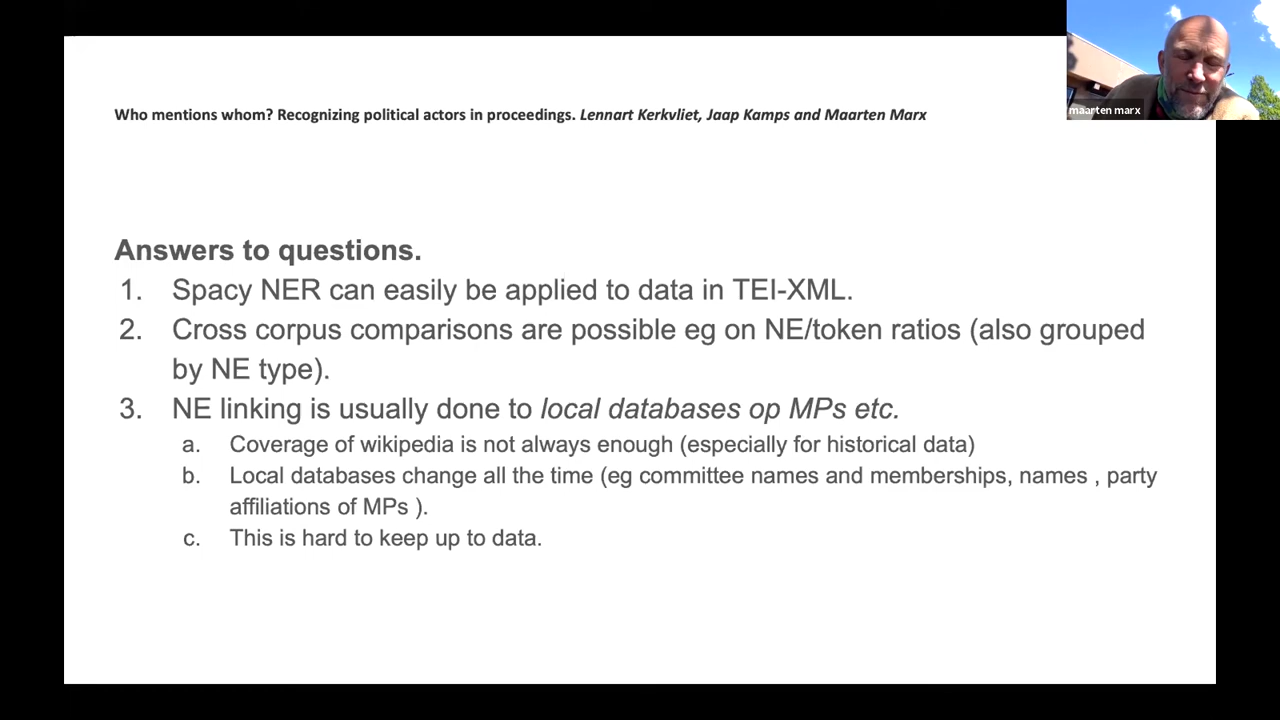 maarten marx
Who mentions whom? Recognizing political actors in proceedings. Lennart Kerkvliet, Jaap Kamps and Maarten Marx
Answers to questions.
1. Spacy NER can easily be applied to data in TEI-XML.
2. Cross corpus comparisons are possible eg on NE/token ratios (also grouped
by NE type).
3. NE linking is usually done to local databases op MPs etc.
a. Coverage of wikipedia is not always enough (especially for historical data)
b. Local databases change all the time (eg committee names and memberships, names , party
affiliations of MPs ).
c. This is hard to keep up to data.